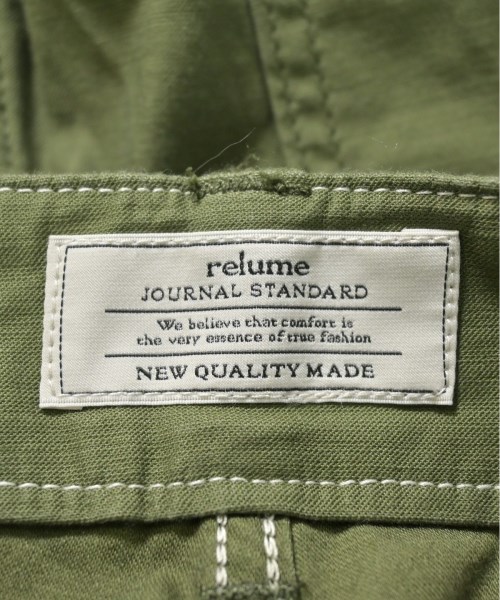 relume
JOURNAL STANDARD
We believe that comfort is
the very essence of true fashion
NEW QUALITY MADE